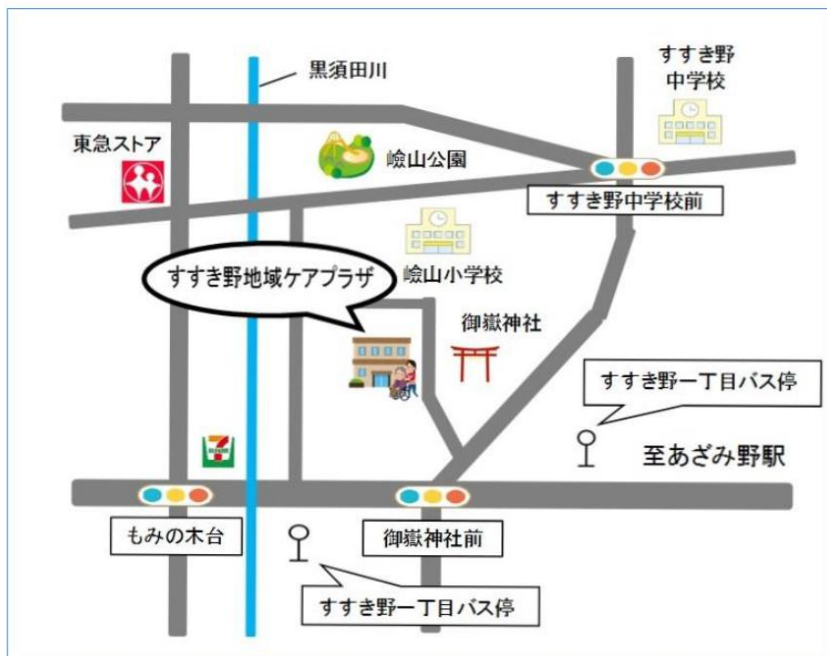 黒須田川
すすき野
中学校
東急ストア
嶮山公園
すすき野中学校前
すすき野地域ケアプラザ
嶮山小学校
御嶽神社
すすき野一丁目バス停
至あざみ野駅
もみの木台
御嶽神社前
すすき野一丁目バス停